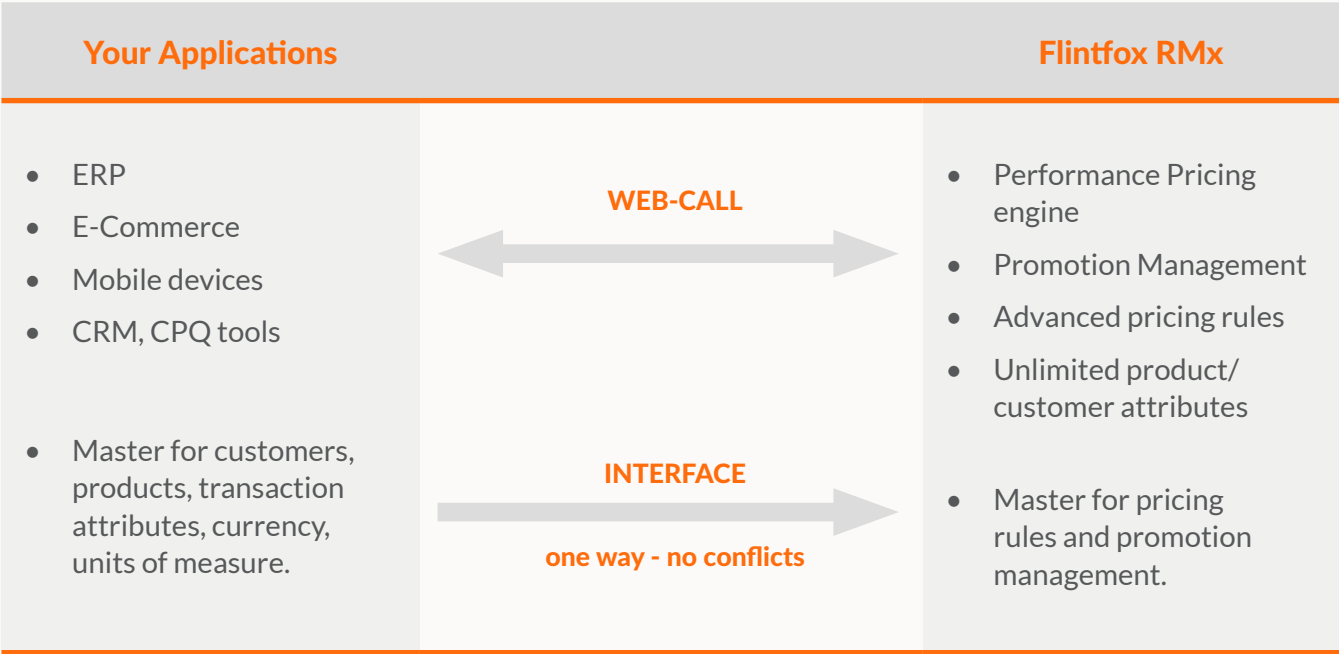 Your Applications
Flintfox RMx
• ERP
• E-Commerce
• Mobile devices
• CRM, CPQ tools
• Master for customers,
products, transaction
attributes, currency,
units of measure.
WEB-CALL
INTERFACE
one way - no conflicts
• Performance Pricing
engine
• Promotion Management
• Advanced pricing rules
• Unlimited product/
customer attributes
• Master for pricing
rules and promotion
management.